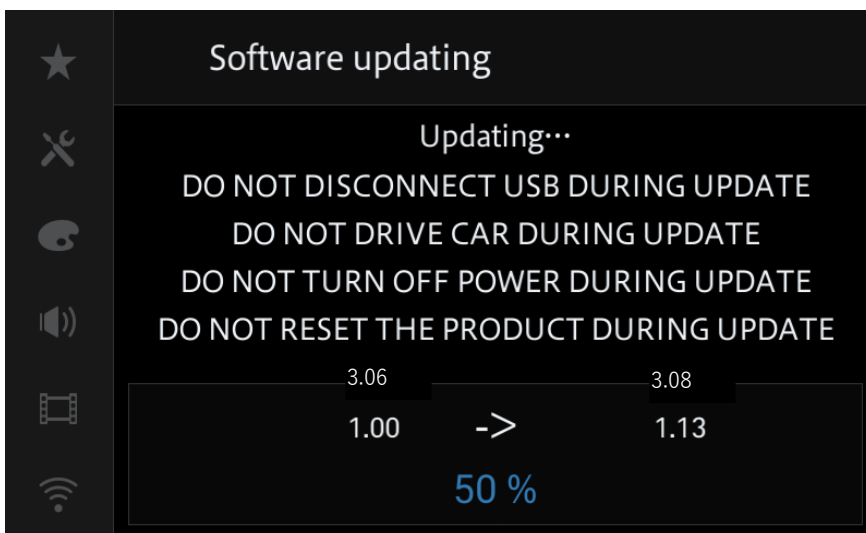 Software updating
Updating···
DO NOT DISCONNECT USB DURING UPDATE
DO NOT DRIVE CAR DURING UPDATE
DO NOT TURN OFF POWER DURING UPDATE
DO NOT RESET THE PRODUCT DURING UPDATE
3.06 3.08
1.00 -> 1.13
50 %